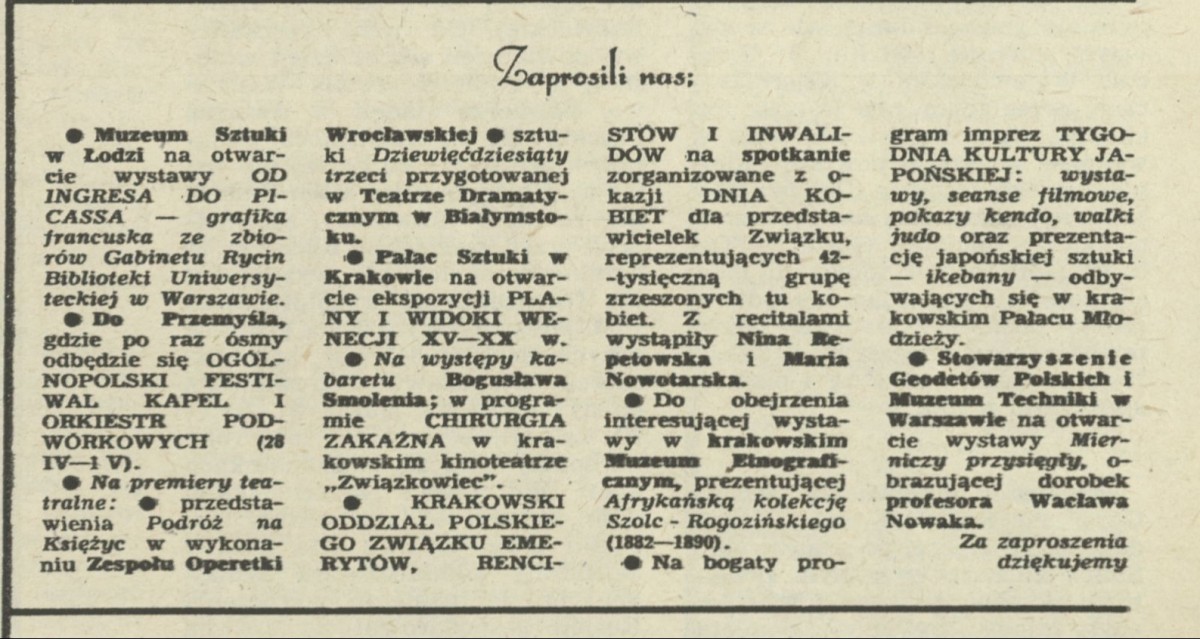 Zaprosili nas:
● Muzeum Sztuki
w Łodzi na otwar-
cie wystawy OD
INGRESA DO PI-
CASSA — grafika
francuska ze zbio-
rów Gabinetu Rycin
Biblioteki Uniwersy-
teckiej w Warszawie.
● Do Przemyśla,
gdzie po raz ósmy
odbędzie się OGÓL-
NOPOLSKI FESTI-
WAL KAPEL I
ORKIESTR POD-
WÓRKOWYCH (28
IV—1 V).
● Na premiery tea-
tralne: ● przedsta-
wienia Podróż na
Księżyc w wykona-
niu Zespołu Operetki
Wrocławskiej ● sztu-
ki Dziewięćdziesiąty
trzeci przygotowanej
w Teatrze Dramaty-
cznym w Białymsto-
ku.
● Pałac Sztuki w
Krakowie na otwar-
cie ekspozycji PLA-
NY I WIDOKI WE-
NECJI XV—XX w.
● Na występy ka-
baretu Bogusława
Smolenia; w progra-
mie CHIRURGIA
ZAKAŹNA w kra-
kowskim kinoteatrze
„Związkowiec”.
● KRAKOWSKI
ODDZIAŁ POLSKIE-
GO ZWIĄZKU EME-
RYTÓW, RENCI-
STÓW I INWALI-
DÓW na spotkanie
zorganizowane z o-
kazji DNIA KO-
BIET dla przedsta-
wicielek Związku,
reprezentujących 42-
-tysięczną grupę
zrzeszonych tu ko-
biet. Z recitalami
wystąpiły Nina Re-
petowska i Maria
Nowotarska.
● Do obejrzenia
interesującej wysta-
wy w krakowskim
Muzeum Etnografi-
cznym, prezentującej
Afrykańską kolekcję
Szolc - Rogozińskiego
(1882—1890).
● Na bogaty pro-
gram imprez TYGO-
DNIA KULTURY JA-
POŃSKIEJ: wysta-
wy, seanse filmowe,
pokazy kendo, walki
judo oraz prezenta-
cję japońskiej sztuki
— ikebany — odby-
wających się w kra-
kowskim Pałacu Mło-
dzieży.
● Stowarzyszenie
Geodetów Polskich i
Muzeum Techniki w
Warszawie na otwar-
cie wystawy Mier-
niczy przysięgły, o-
brazującej dorobek
profesora Wacława
Nowaka.
Za zaproszenia
dziękujemy